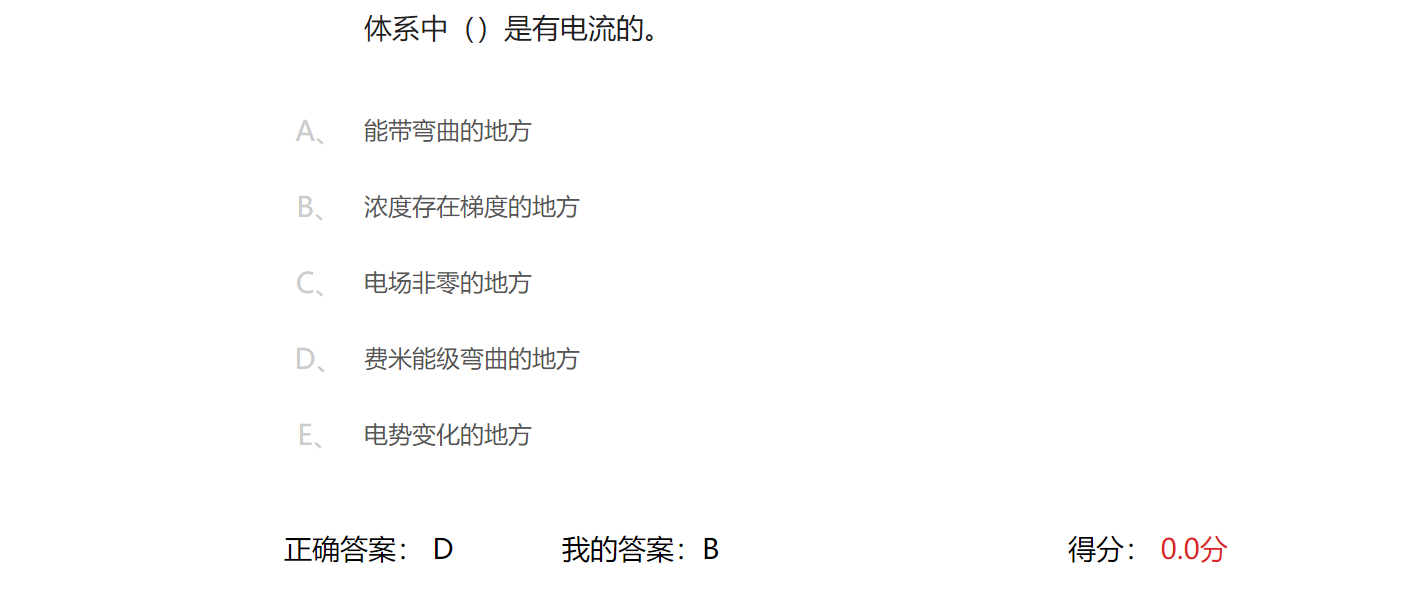 体系中（）是有电流的。
A、 能带弯曲的地方
B、 浓度存在梯度的地方
C、 电场非零的地方
D、 费米能级弯曲的地方
E、 电势变化的地方
正确答案： D 我的答案：B 得分： 0.0分